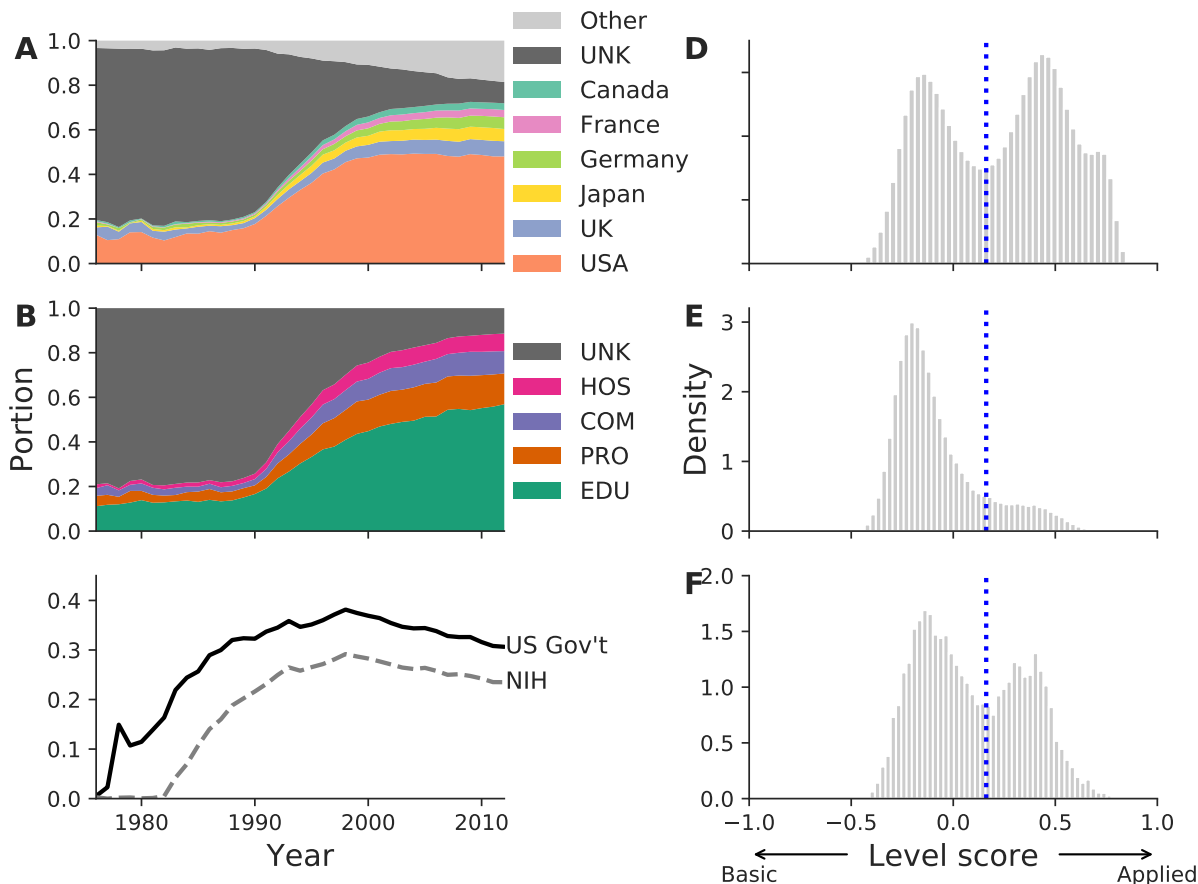 A
1.0
0.8
0.6
0.4
0.2
0.0
Other
UNK
Canada
France
Germany
Japan
UK
USA
B
Portion
1.0
0.8
0.6
0.4
0.2
0.0
UNK
HOS
COM
PRO
EDU
0.4
0.3
0.2
0.1
0.0
US Gov't
NIH
1980
1990
2000
2010
Year
D
E
Density
3
2
1
0
F
2.0
1.5
1.0
0.5
0.0
−1.0
−0.5
0.0
0.5
1.0
Level score
Basic
Applied